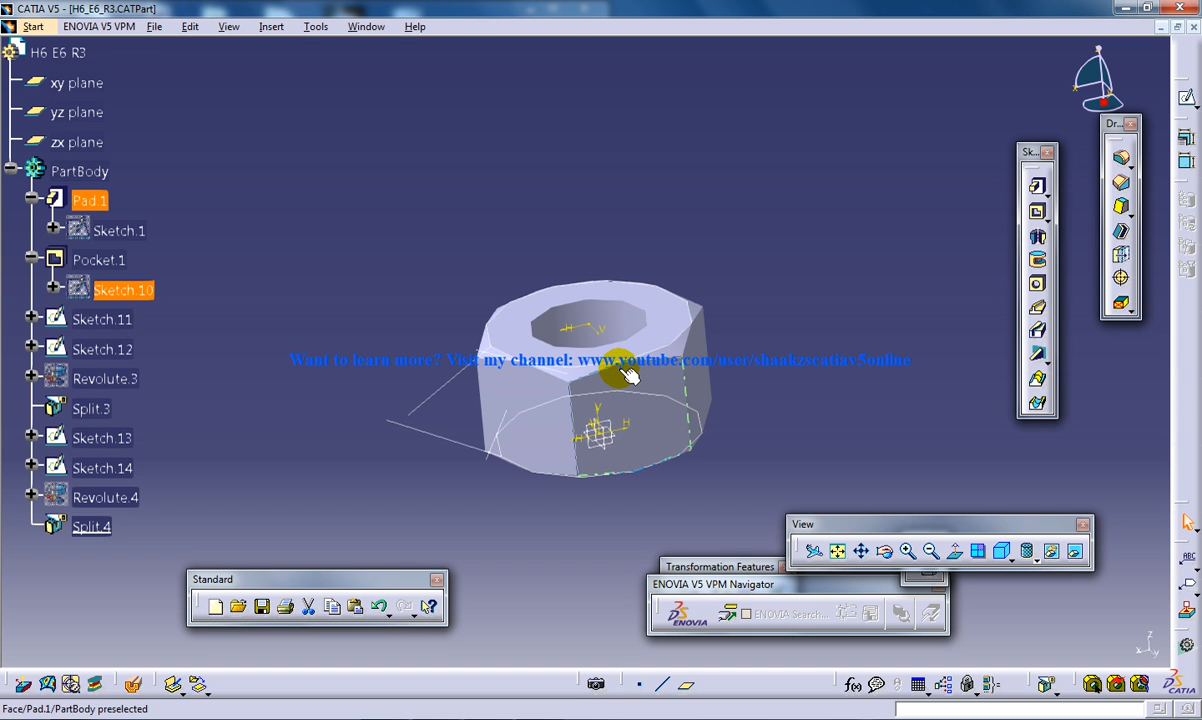 CATIA V5 - [H6_E6_R3.CATPart]
Start ENOVIA V5 VPM File Edit View Insert Tools Window Help
H6 E6 R3
xy plane
yz plane
zx plane
PartBody
Pad.1
Sketch.1
Pocket.1
Sketch.10
Sketch.11
Sketch.12
Revolute.3
Split.3
Sketch.13
Sketch.14
Revolute.4
Split.4
Dr...
Sk...
Want to learn more? Visit my channel: www.youtube.com/user/shaakzscatiav5online
H V
V
H H
View
Standard
Transformation Features
ENOVIA V5 VPM Navigator
ENOVIA
ENOVIA Search...
ABC
z
x y
f(x)
CATIA
Face/Pad.1/PartBody preselected